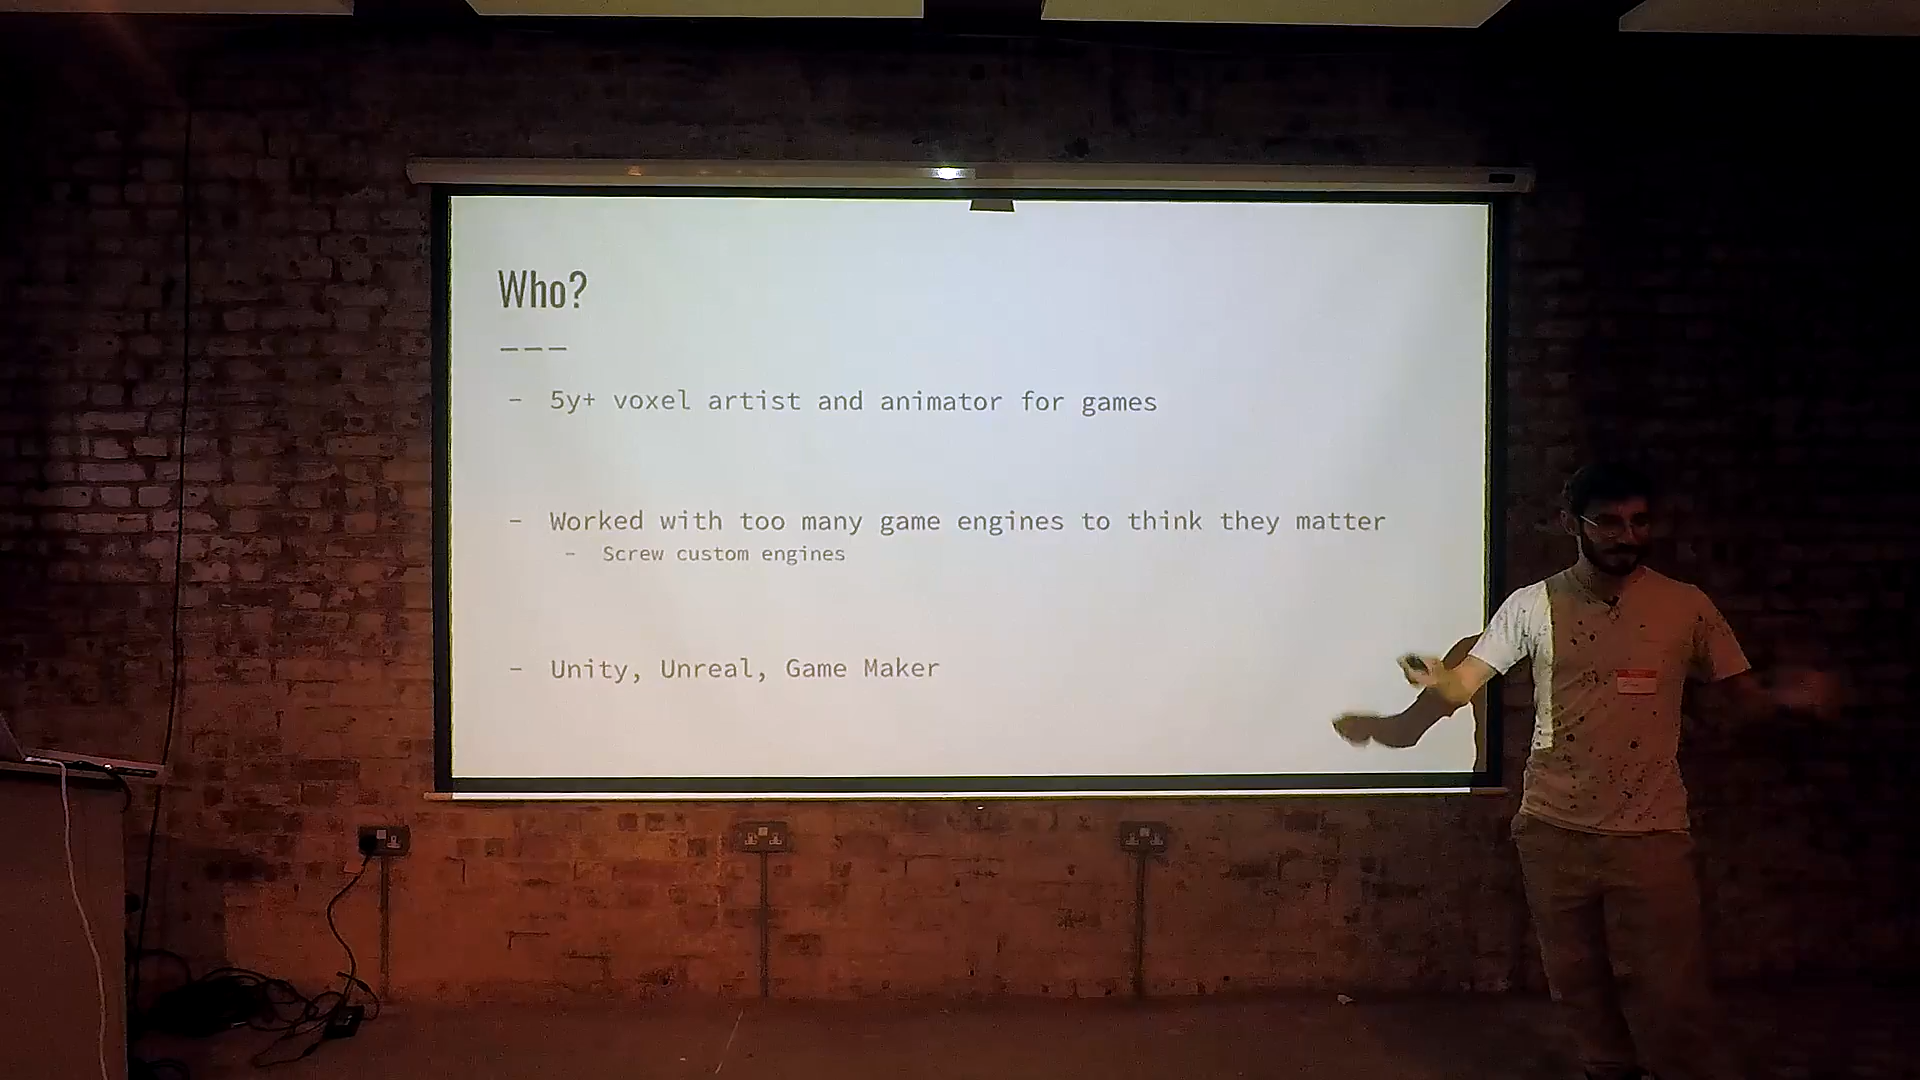 Who?
– 5y+ voxel artist and animator for games
– Worked with too many game engines to think they matter
– Screw custom engines
– Unity, Unreal, Game Maker